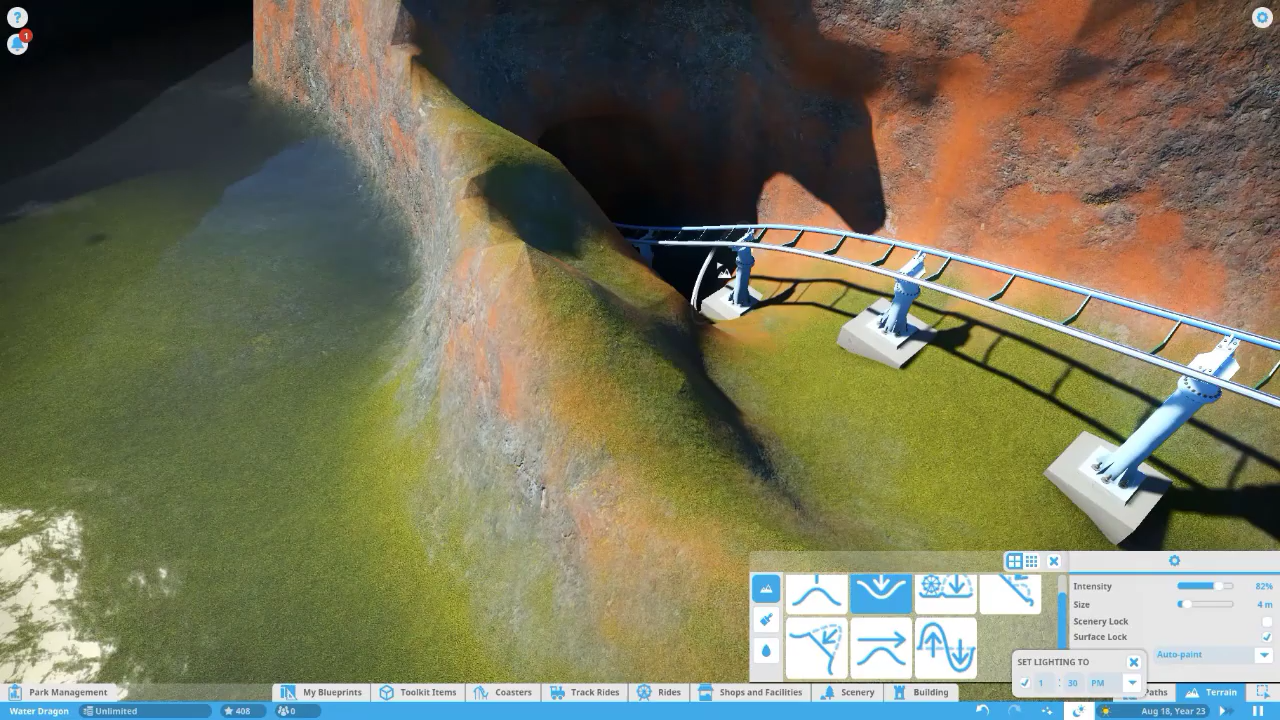 ?
1
Intensity 82%
Size 4 m
Scenery Lock
Surface Lock
SET LIGHTING TO
Auto-paint
1 : 30 PM
Park Management
My Blueprints
Toolkit Items
Coasters
Track Rides
Rides
Shops and Facilities
Scenery
Building
Paths
Terrain
Water Dragon
Unlimited
408
0
Aug 18, Year 23